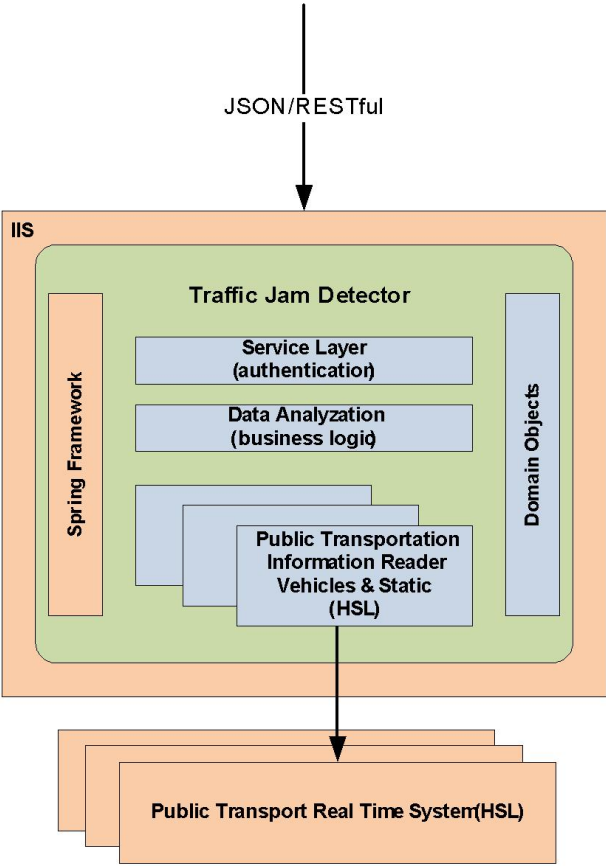 JSON/RESTful
IIS
Traffic Jam Detector
Spring Framework
Service Layer
(authentication)
Data Analyzation
(business logic)
Public Transportation
Information Reader
Vehicles & Static
(HSL)
Domain Objects
Public Transport Real Time System(HSL)